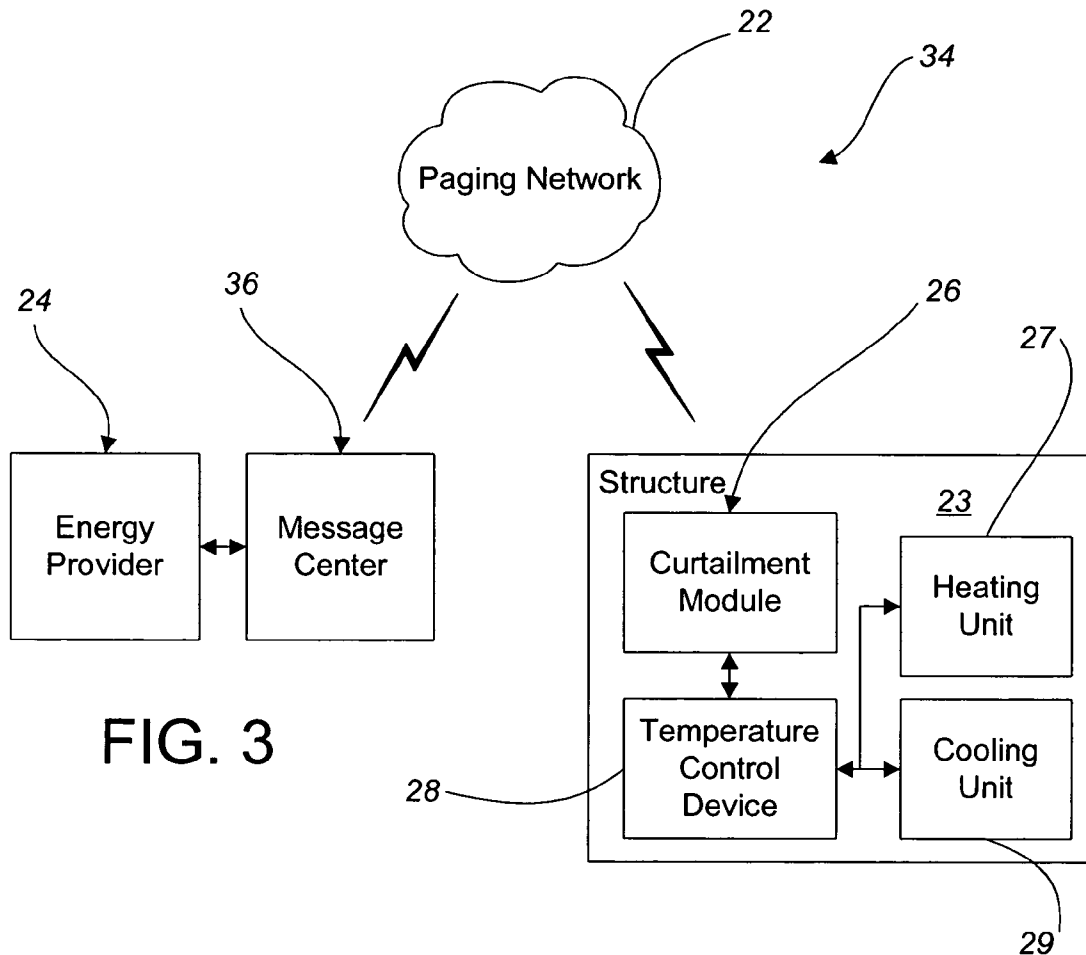 22
34
Paging Network
24
36
26
27
Energy
Provider
Message
Center
Structure
23
Curtailment
Module
Heating
Unit
FIG. 3
28
Temperature
Control
Device
Cooling
Unit
29